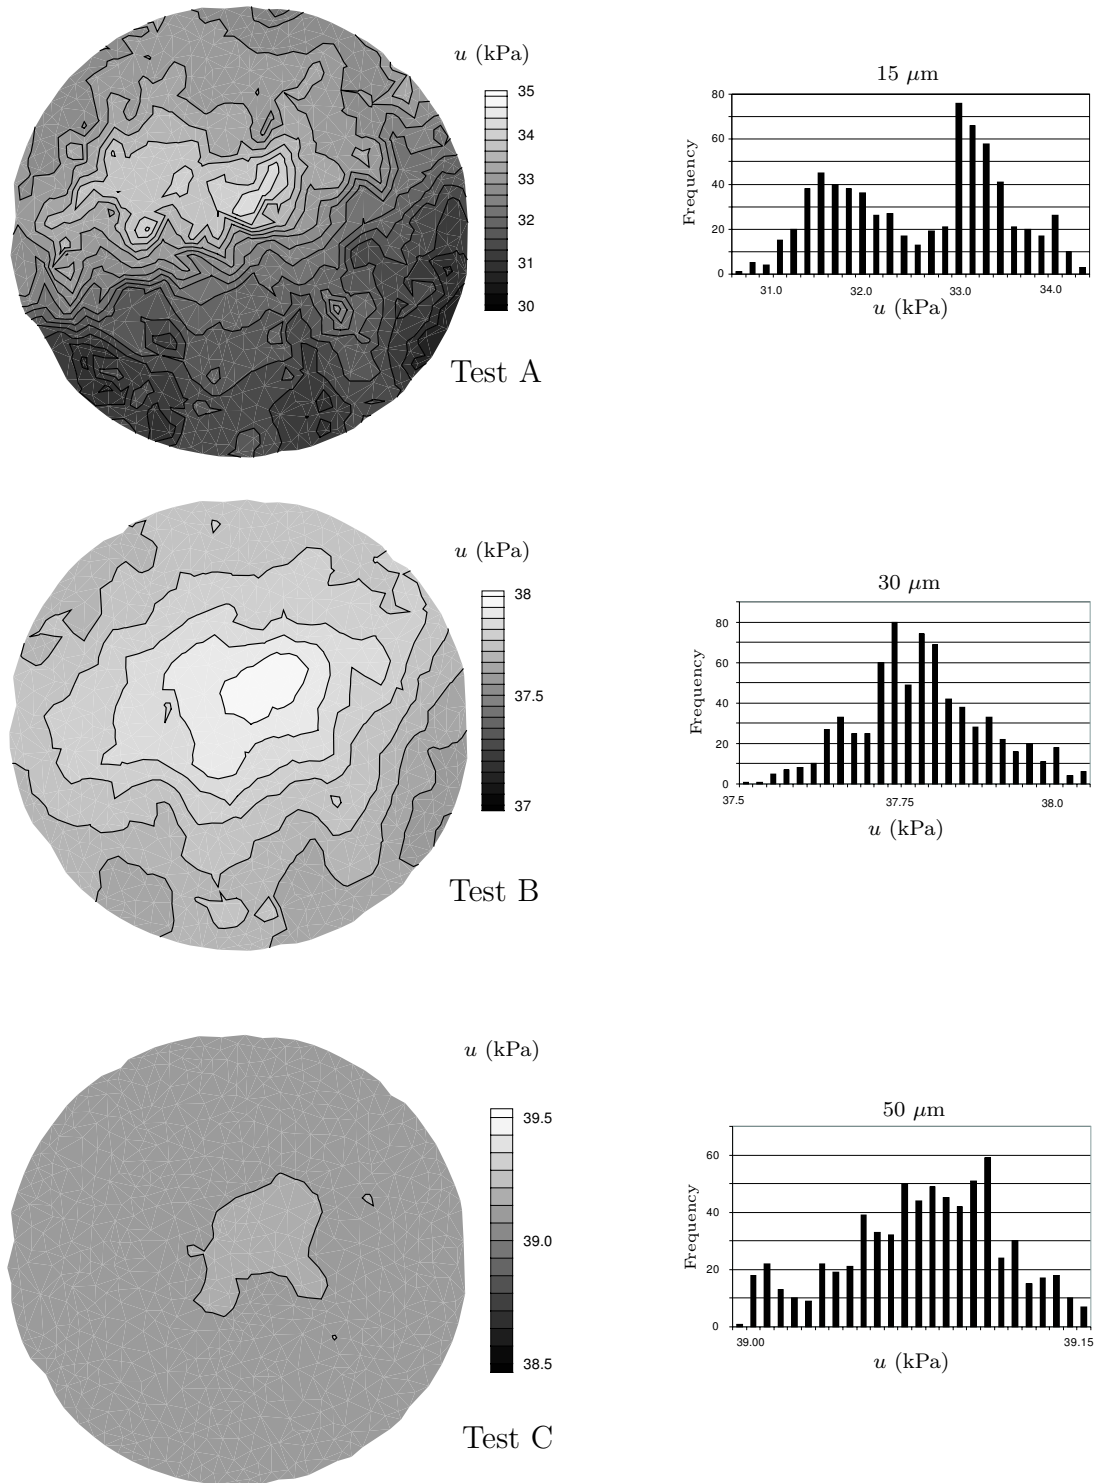 u (kPa)
35
34
33
32
31
30
Test A
15 μm
Frequency
80
60
40
20
0
31.0 32.0 33.0 34.0
u (kPa)
u (kPa)
38
37.5
37
Test B
30 μm
Frequency
80
60
40
20
0
37.5 37.75 38.0
u (kPa)
u (kPa)
39.5
39.0
38.5
Test C
50 μm
Frequency
60
40
20
0
39.00 39.15
u (kPa)